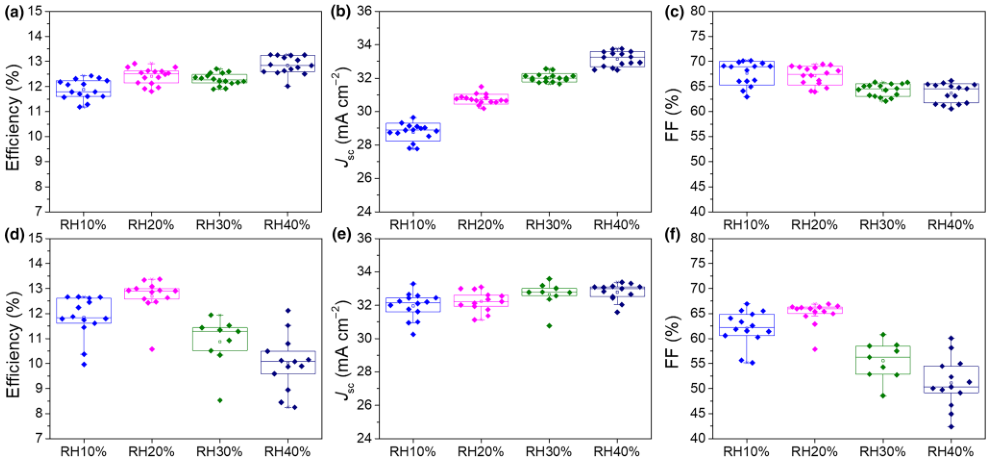 (a) (b) (c)
15 14 13 12 11 10 9 8 7
Efficiency (%)
RH10% RH20% RH30% RH40%
36 34 32 30 28 26 24
Jsc (mA cm−2)
RH10% RH20% RH30% RH40%
80 75 70 65 60 55 50 45 40
FF (%)
RH10% RH20% RH30% RH40%
(d) (e) (f)
15 14 13 12 11 10 9 8 7
Efficiency (%)
RH10% RH20% RH30% RH40%
36 34 32 30 28 26 24
Jsc (mA cm−2)
RH10% RH20% RH30% RH40%
80 75 70 65 60 55 50 45 40
FF (%)
RH10% RH20% RH30% RH40%